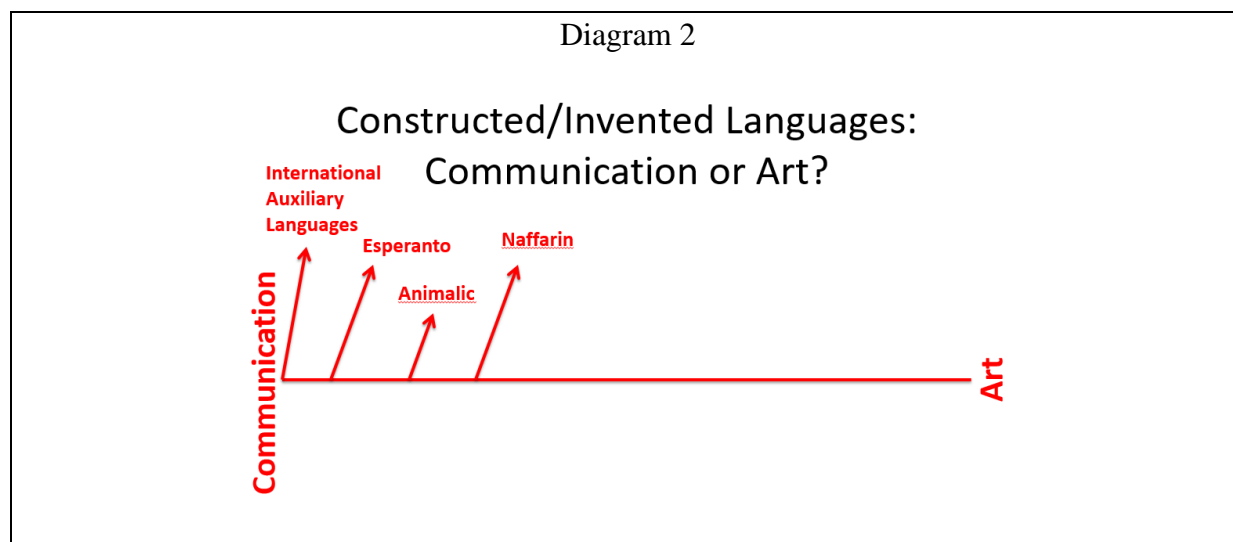 Diagram 2
Constructed/Invented Languages:
Communication or Art?
International
Auxiliary
Languages
Esperanto
Naffarin
Animalic
Communication
Art